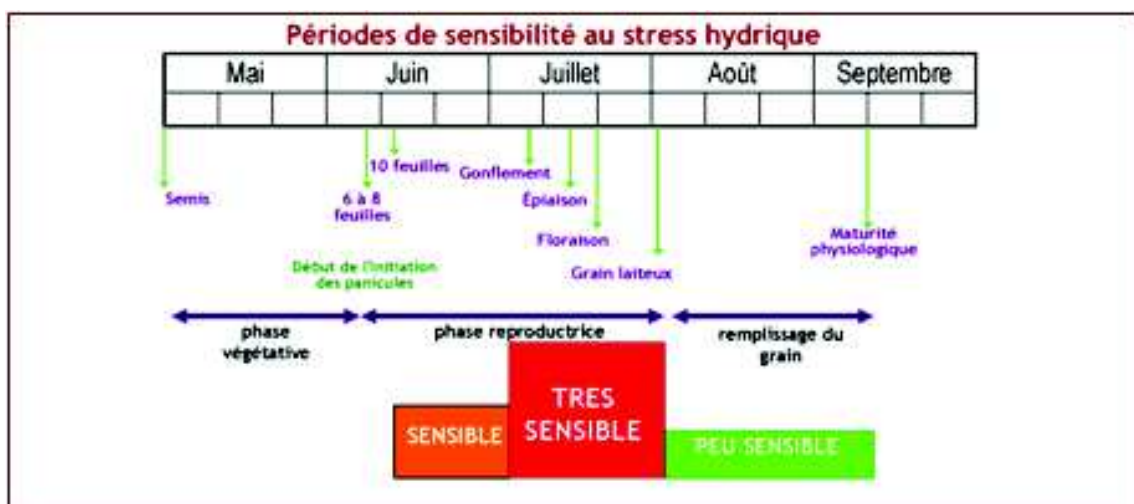 Périodes de sensibilité au stress hydrique
Mai Juin Juillet Août Septembre
10 feuilles
Gonflement
Semis
6 à 8
feuilles
Épiaison
Floraison
Maturité
physiologique
Début de l'initiation
des panicules
Grain laiteux
phase
végétative
phase reproductrice
remplissage du
grain
TRES
SENSIBLE
SENSIBLE
PEU SENSIBLE